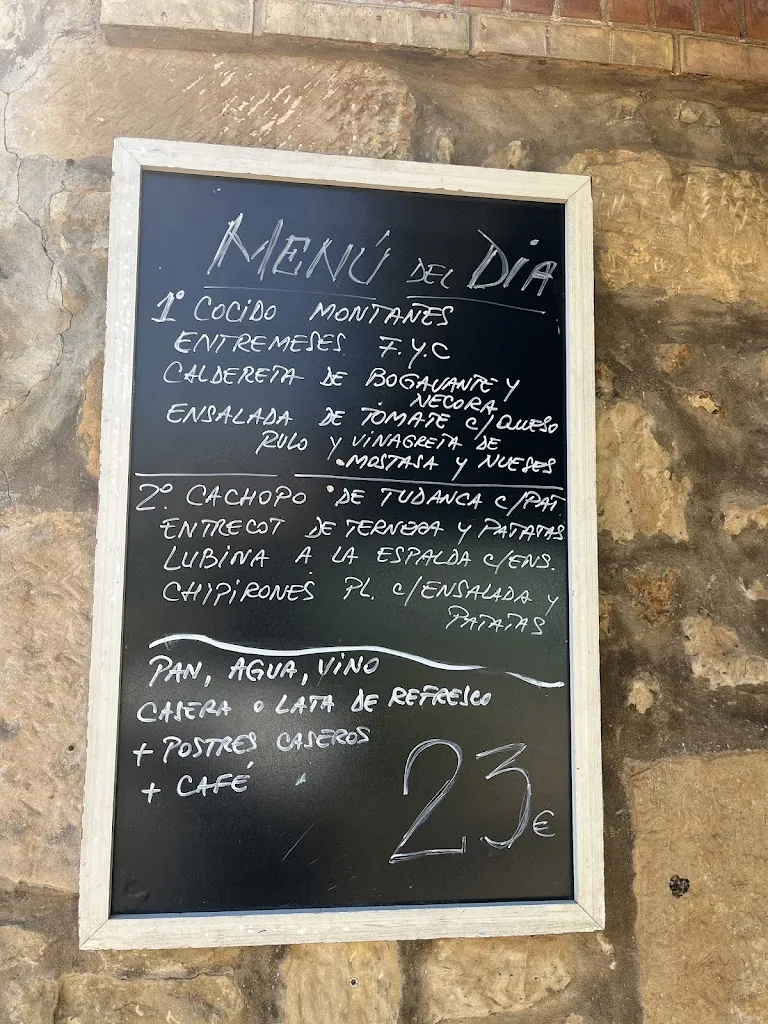 MENÚ DEL DÍA
1º COCIDO MONTAÑES
ENTREMESES F.Y.C
CALDERETA DE BOGAVANTE Y
NECORA
ENSALADA DE TOMATE C/QUESO
RULO Y VINAGRETA DE
MOSTASA Y NUESES
2º CACHOPO DE TUDANCA C/PAT
ENTRECOT DE TERNERA Y PATATAS
LUBINA A LA ESPALDA C/ENS.
CHIPIRONES PL. C/ENSALADA Y
PATATAS
PAN, AGUA, VINO
CASERA O LATA DE REFRESCO
+ POSTRES CASEROS
+ CAFÉ
23€